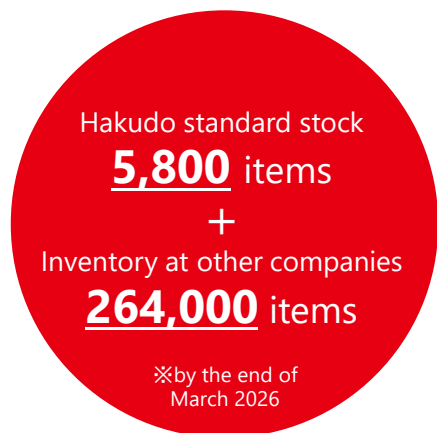 Hakudo standard stock
5,800 items
+
Inventory at other companies
264,000 items
※by the end of
March 2026